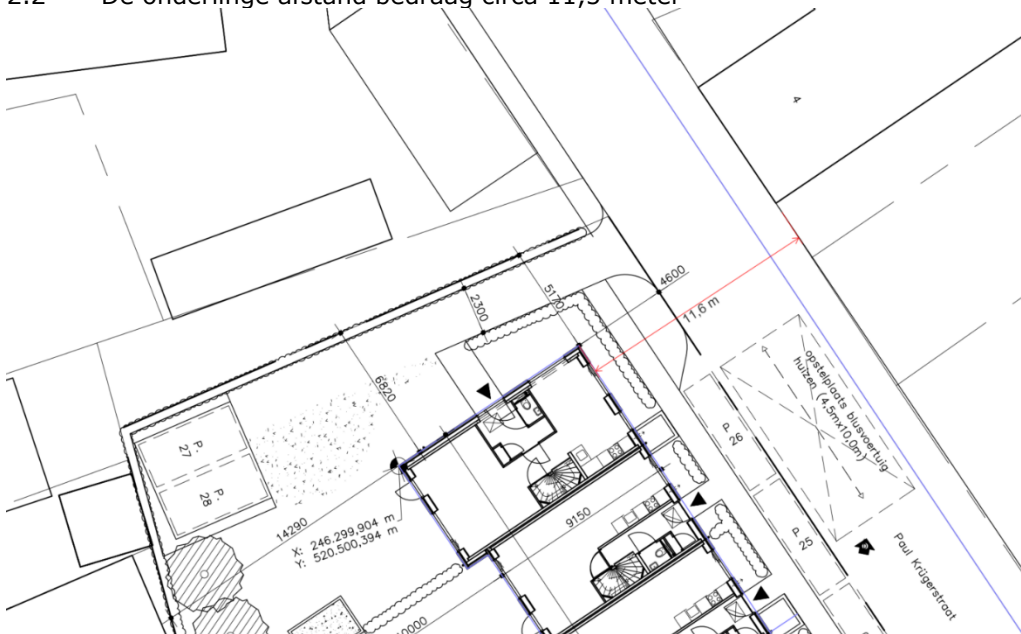 2.2 De onderlinge afstand bedraag circa 11,5 meter
4
4600
5170
2300
11,6 m
6820
opstelplaats blusvoertuig
huizen (4,5mx10,0m)
P. 26
P. 27
P. 28
14290
X: 246.299,904 m
Y: 520.500,394 m
9150
P. 25
Paul Krügerstraat